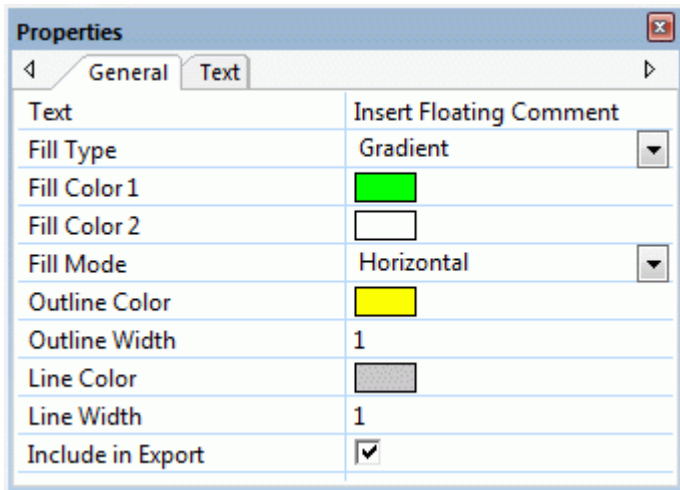 Properties
General Text
Text Insert Floating Comment
Fill Type Gradient
Fill Color 1
Fill Color 2
Fill Mode Horizontal
Outline Color
Outline Width 1
Line Color
Line Width 1
Include in Export